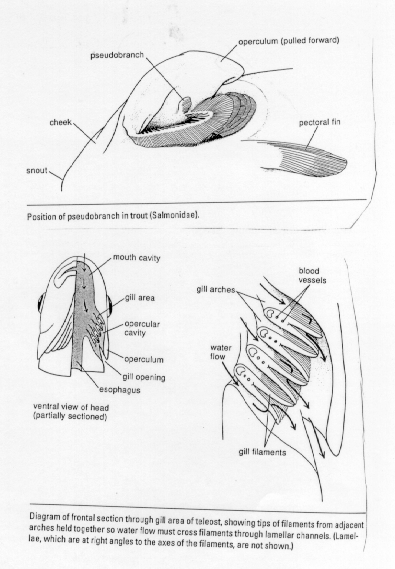 operculum (pulled forward)
pseudobranch
cheek
pectoral fin
snout
Position of pseudobranch in trout (Salmonidae).
mouth cavity
gill area
opercular
cavity
operculum
gill opening
esophagus
ventral view of head
(partially sectioned)
blood
vessels
gill arches
water
flow
gill filaments
Diagram of frontal section through gill area of teleost, showing tips of filaments from adjacent
arches held together so water flow must cross filaments through lamellar channels. (Lamel-
lae, which are at right angles to the axes of the filaments, are not shown.)